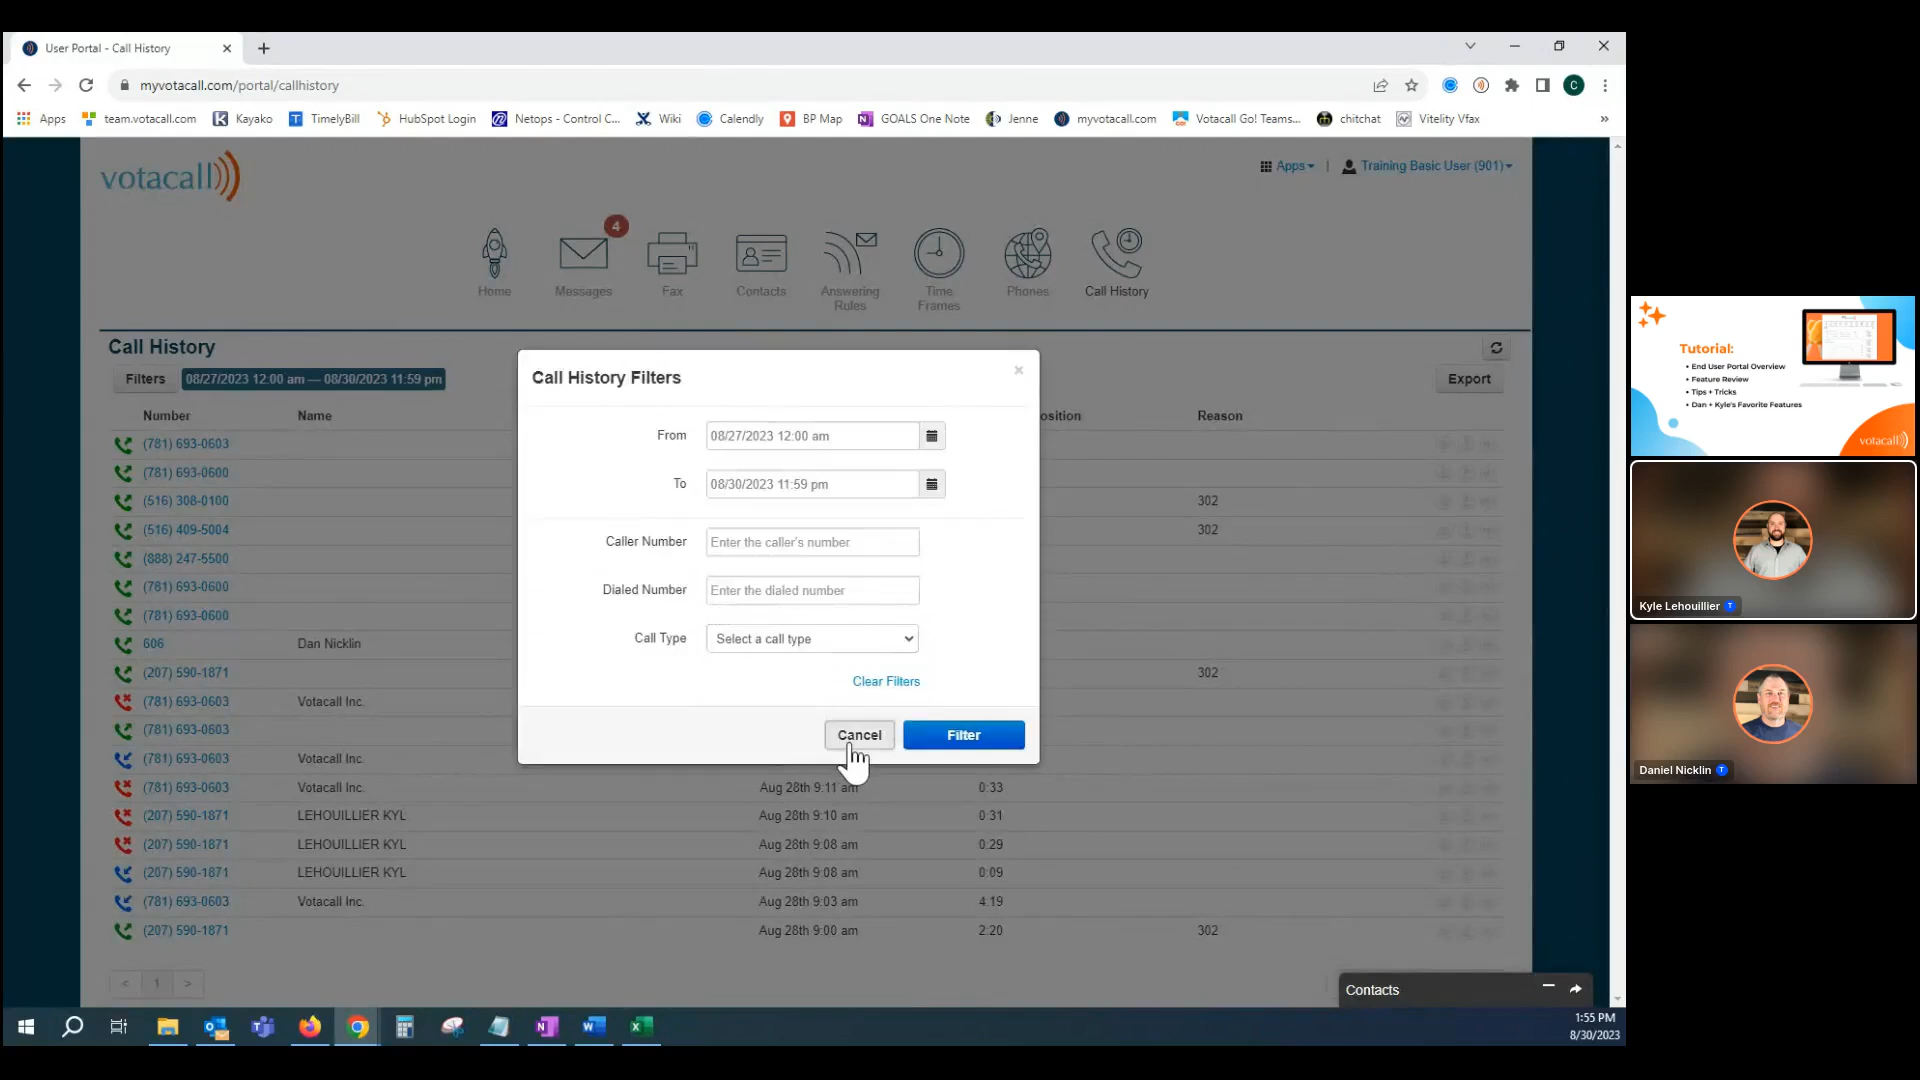 User Portal - Call History
myvotacall.com/portal/callhistory
C
Apps
team.votacall.com
Kayako
TimelyBill
HubSpot Login
Netops - Control C...
Wiki
Calendly
BP Map
GOALS One Note
Jenne
myvotacall.com
Votacall Go! Teams...
chitchat
Vitelity Vfax
»
votacall
Apps
Training Basic User (901)
4
Home
Messages
Fax
Contacts
Answering Rules
Time Frames
Phones
Call History
Call History
Filters
08/27/2023 12:00 am — 08/30/2023 11:59 pm
Export
Number
Name
osition
Reason
(781) 693-0603
(781) 693-0600
(516) 308-0100
302
(516) 409-5004
302
(888) 247-5500
(781) 693-0600
(781) 693-0600
606
Dan Nicklin
(207) 590-1871
302
(781) 693-0603
Votacall Inc.
(781) 693-0603
(781) 693-0603
Votacall Inc.
(781) 693-0603
Votacall Inc.
Aug 28th 9:11 am
0:33
(207) 590-1871
LEHOUILLIER KYL
Aug 28th 9:10 am
0:31
(207) 590-1871
LEHOUILLIER KYL
Aug 28th 9:08 am
0:29
(207) 590-1871
LEHOUILLIER KYL
Aug 28th 9:08 am
0:09
(781) 693-0603
Votacall Inc.
Aug 28th 9:03 am
4:19
(207) 590-1871
Aug 28th 9:00 am
2:20
302
< 1 >
Call History Filters
×
From
08/27/2023 12:00 am
To
08/30/2023 11:59 pm
Caller Number
Enter the caller's number
Dialed Number
Enter the dialed number
Call Type
Select a call type
Clear Filters
Cancel
Filter
Contacts
1:55 PM
8/30/2023
Tutorial:
• End User Portal Overview
• Feature Review
• Tips + Tricks
• Dan + Kyle's Favorite Features
votacall
Kyle Lehouillier
Daniel Nicklin